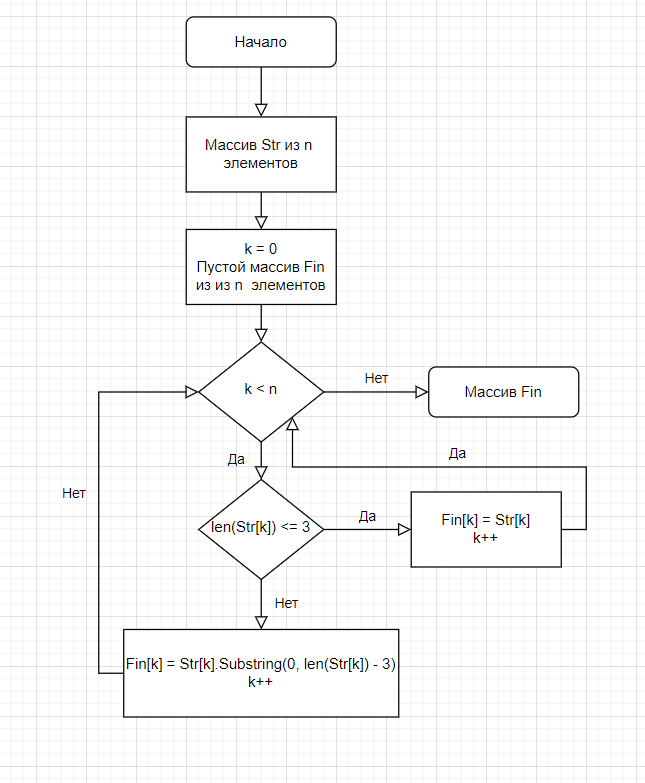 Начало
Массив Str из n
элементов
k = 0
Пустой массив Fin
из из n элементов
k < n
Нет
Массив Fin
Да
Да
Нет
len(Str[k]) <= 3
Да
Fin[k] = Str[k]
k++
Нет
Fin[k] = Str[k].Substring(0, len(Str[k]) - 3)
k++